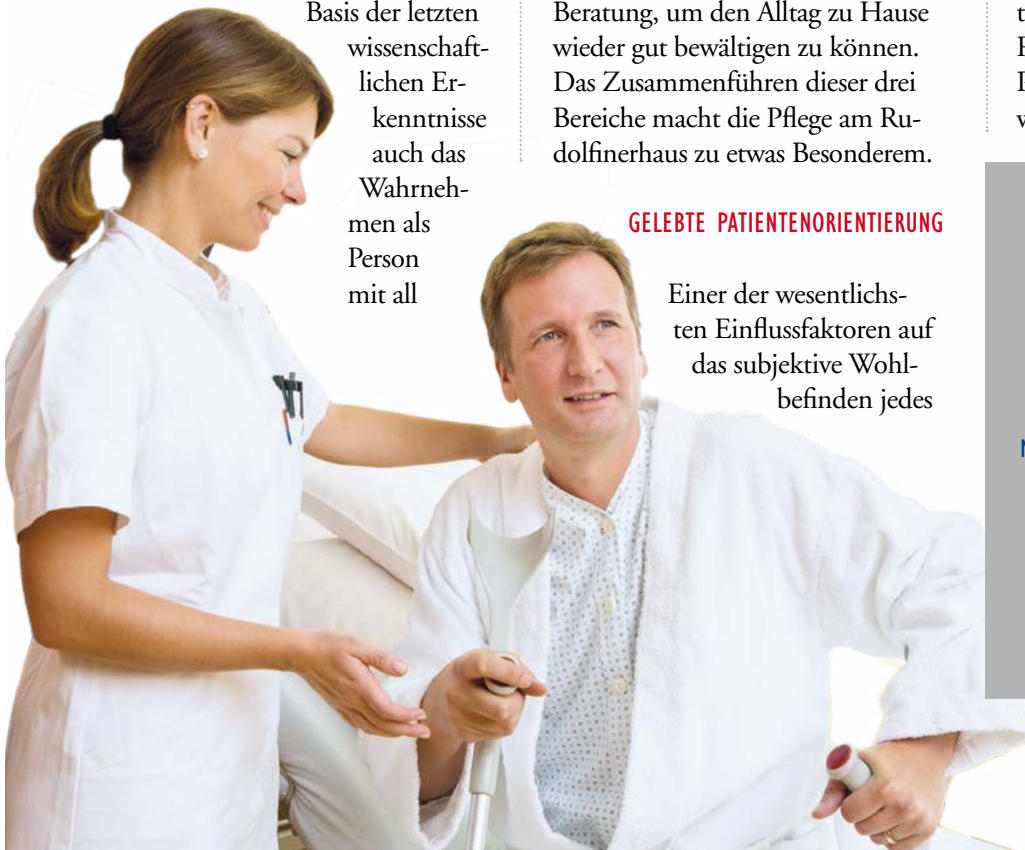 Basis der letzten
wissenschaft-
lichen Er-
kenntnisse
auch das
Wahrneh-
men als
Person
mit all
Beratung, um den Alltag zu Hause
wieder gut bewältigen zu können.
Das Zusammenführen dieser drei
Bereiche macht die Pflege am Ru-
dolfinerhaus zu etwas Besonderem.
GELEBTE PATIENTENORIENTIERUNG
Einer der wesentlichs-
ten Einflussfaktoren auf
das subjektive Wohl-
befinden jedes